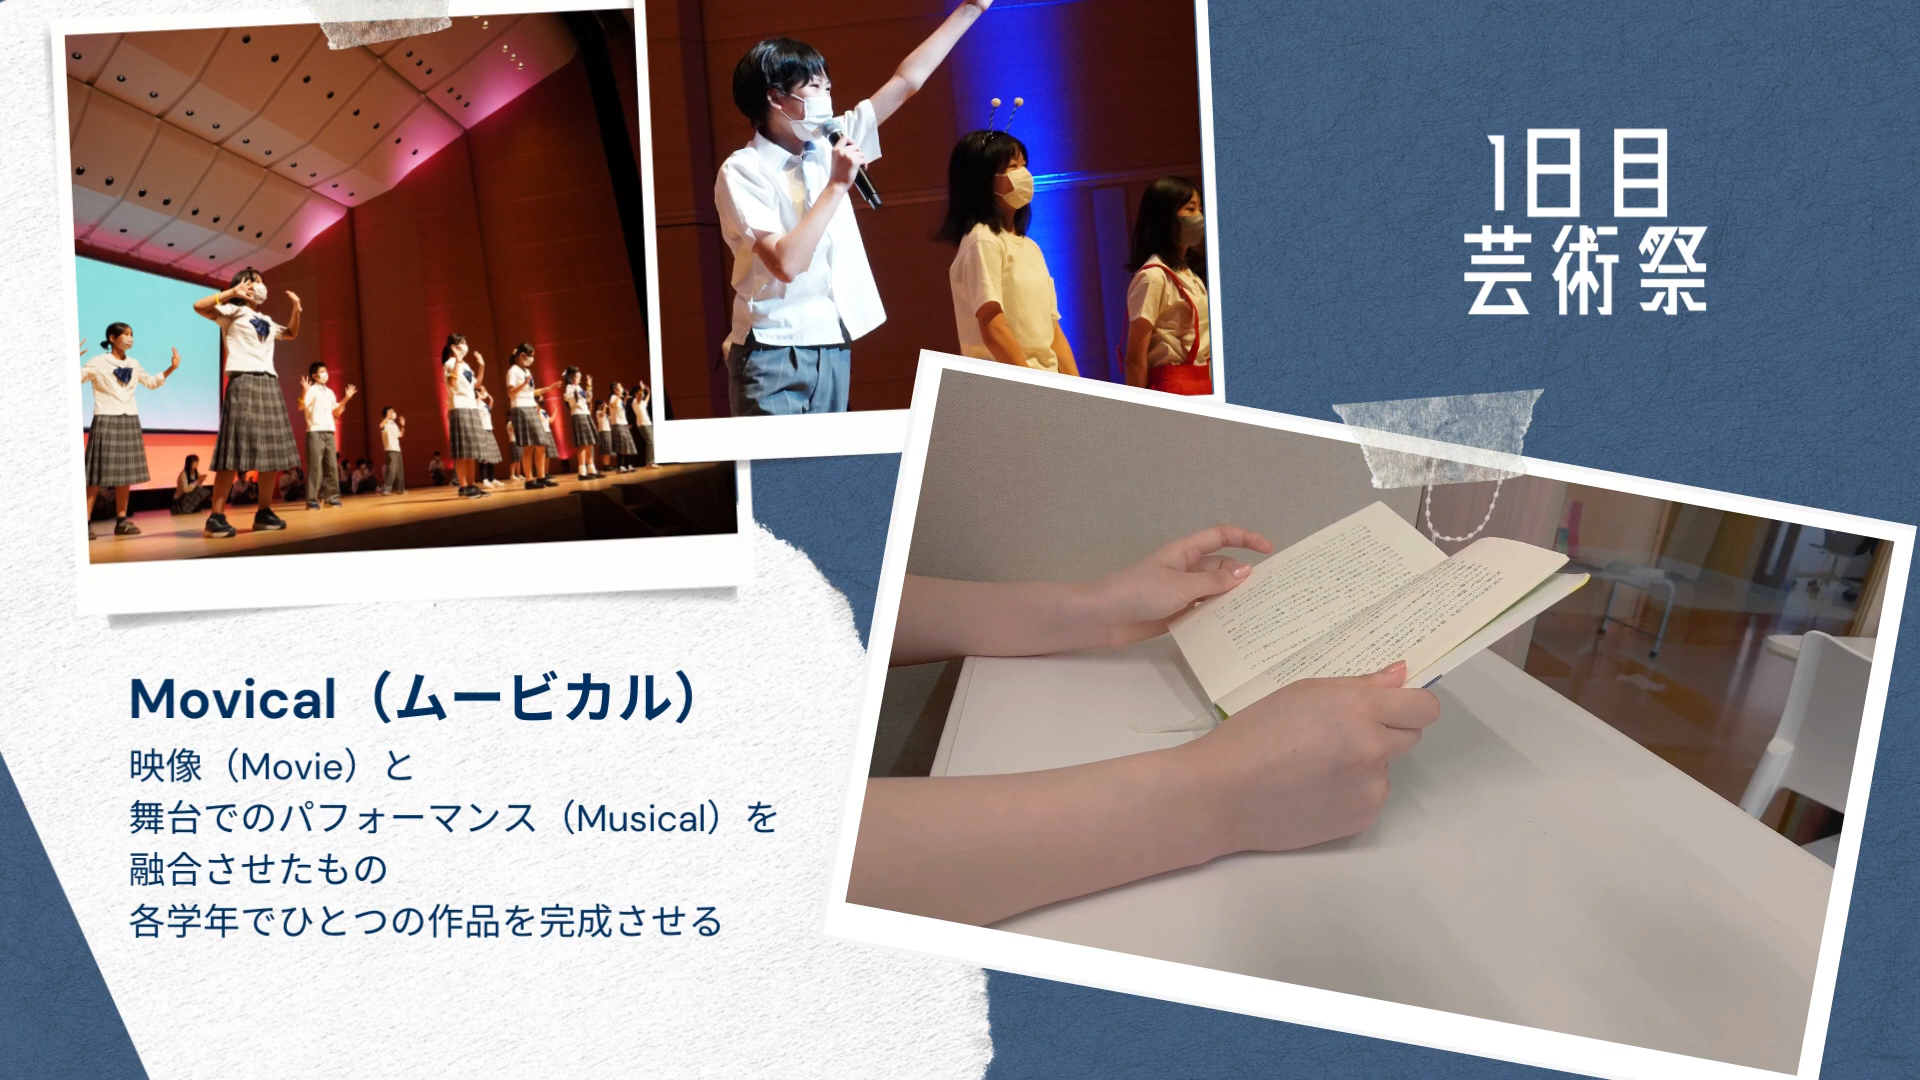 1日目
芸術祭
Movical（ムービカル）
映像（Movie）と
舞台でのパフォーマンス（Musical）を
融合させたもの
各学年でひとつの作品を完成させる